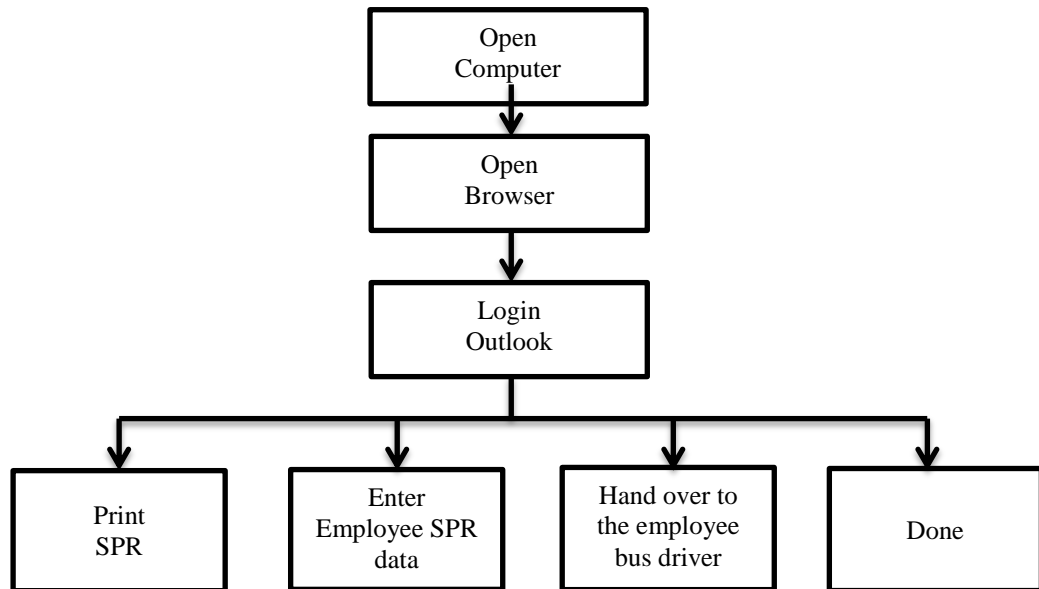 Open
Computer
Open
Browser
Login
Outlook
Print
SPR
Enter
Employee SPR
data
Hand over to
the employee
bus driver
Done